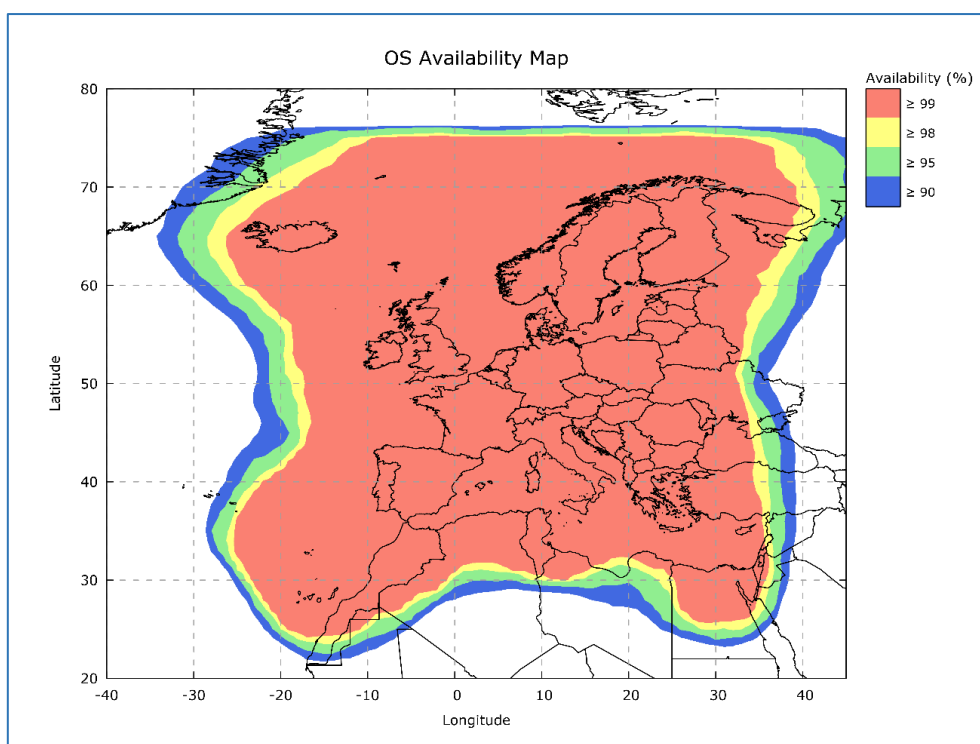 OS Availability Map
Availability (%)
≥ 99
≥ 98
≥ 95
≥ 90
80
70
60
50
40
30
20
Latitude
-40 -30 -20 -10 0 10 20 30 40
Longitude